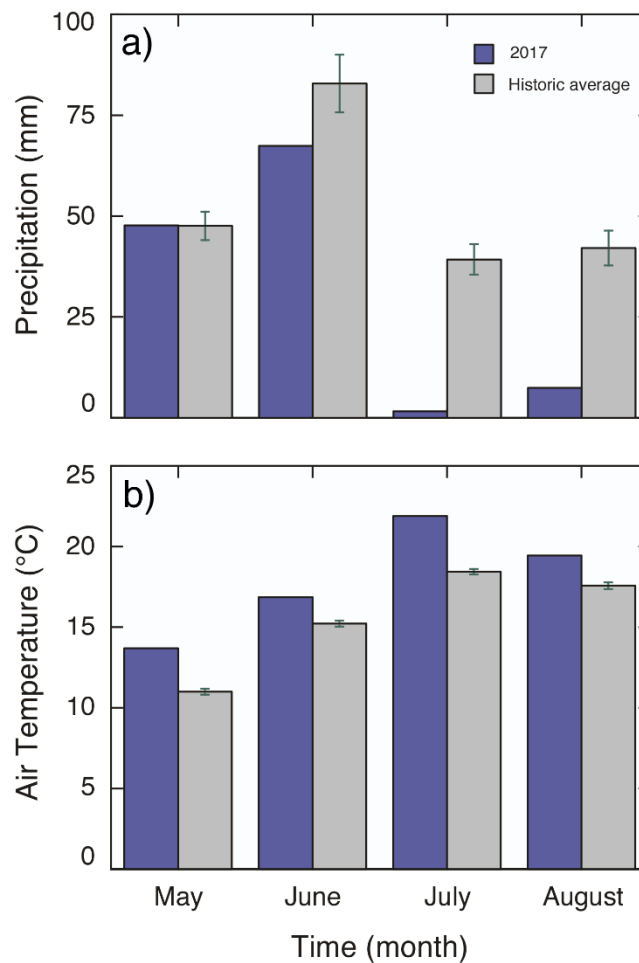 a)
2017
Historic average
Precipitation (mm)
100
75
50
25
0
b)
Air Temperature (°C)
25
20
15
10
5
0
May June July August
Time (month)